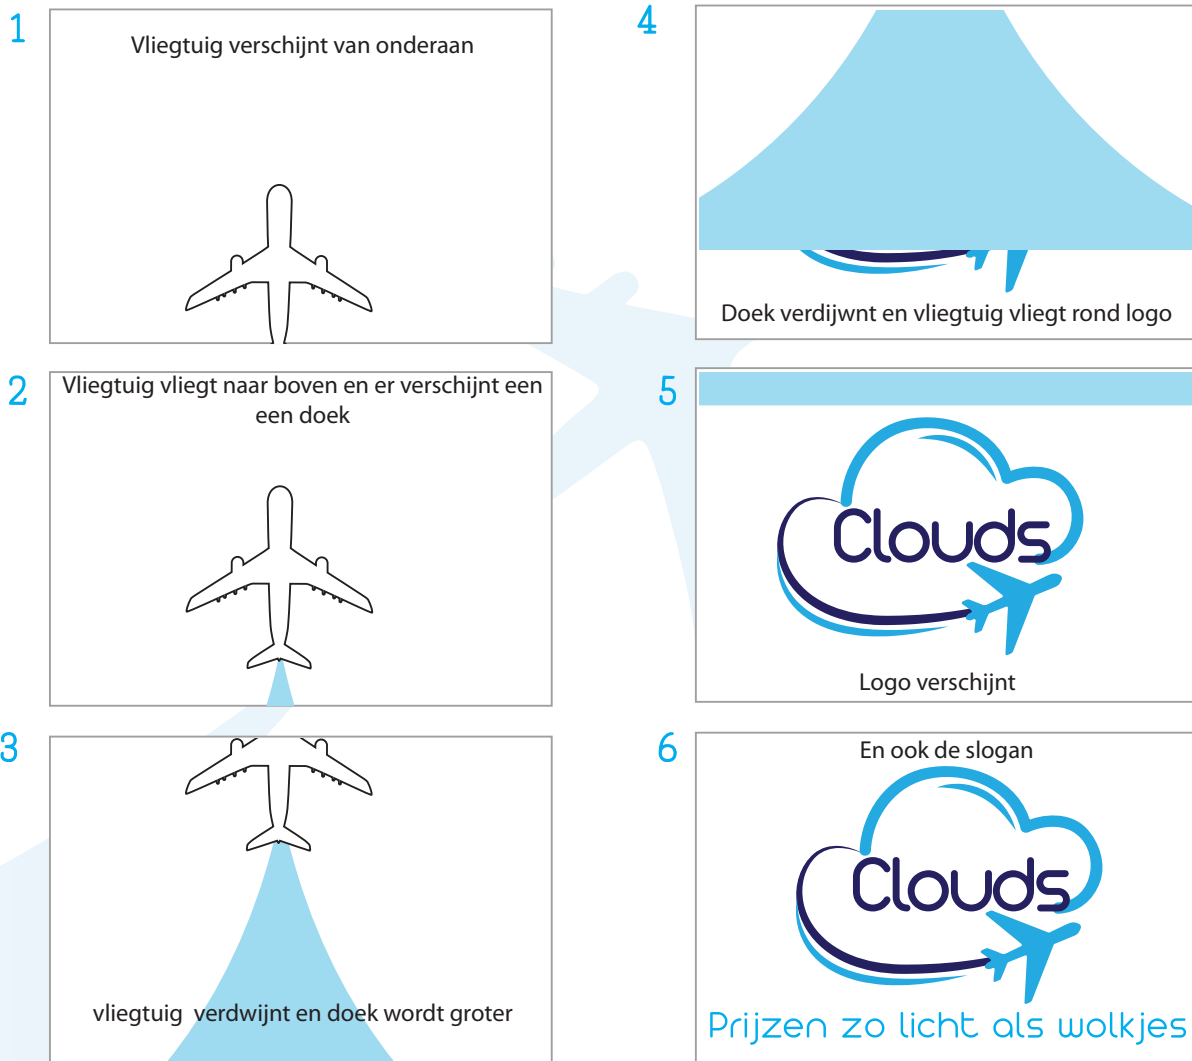 1
Vliegtuig verschijnt van onderaan
2
Vliegtuig vliegt naar boven en er verschijnt een
een doek
3
vliegtuig verdwijnt en doek wordt groter
4
Doek verdijwnt en vliegtuig vliegt rond logo
5
Clouds
Logo verschijnt
6
En ook de slogan
Clouds
Prijzen zo licht als wolkjes